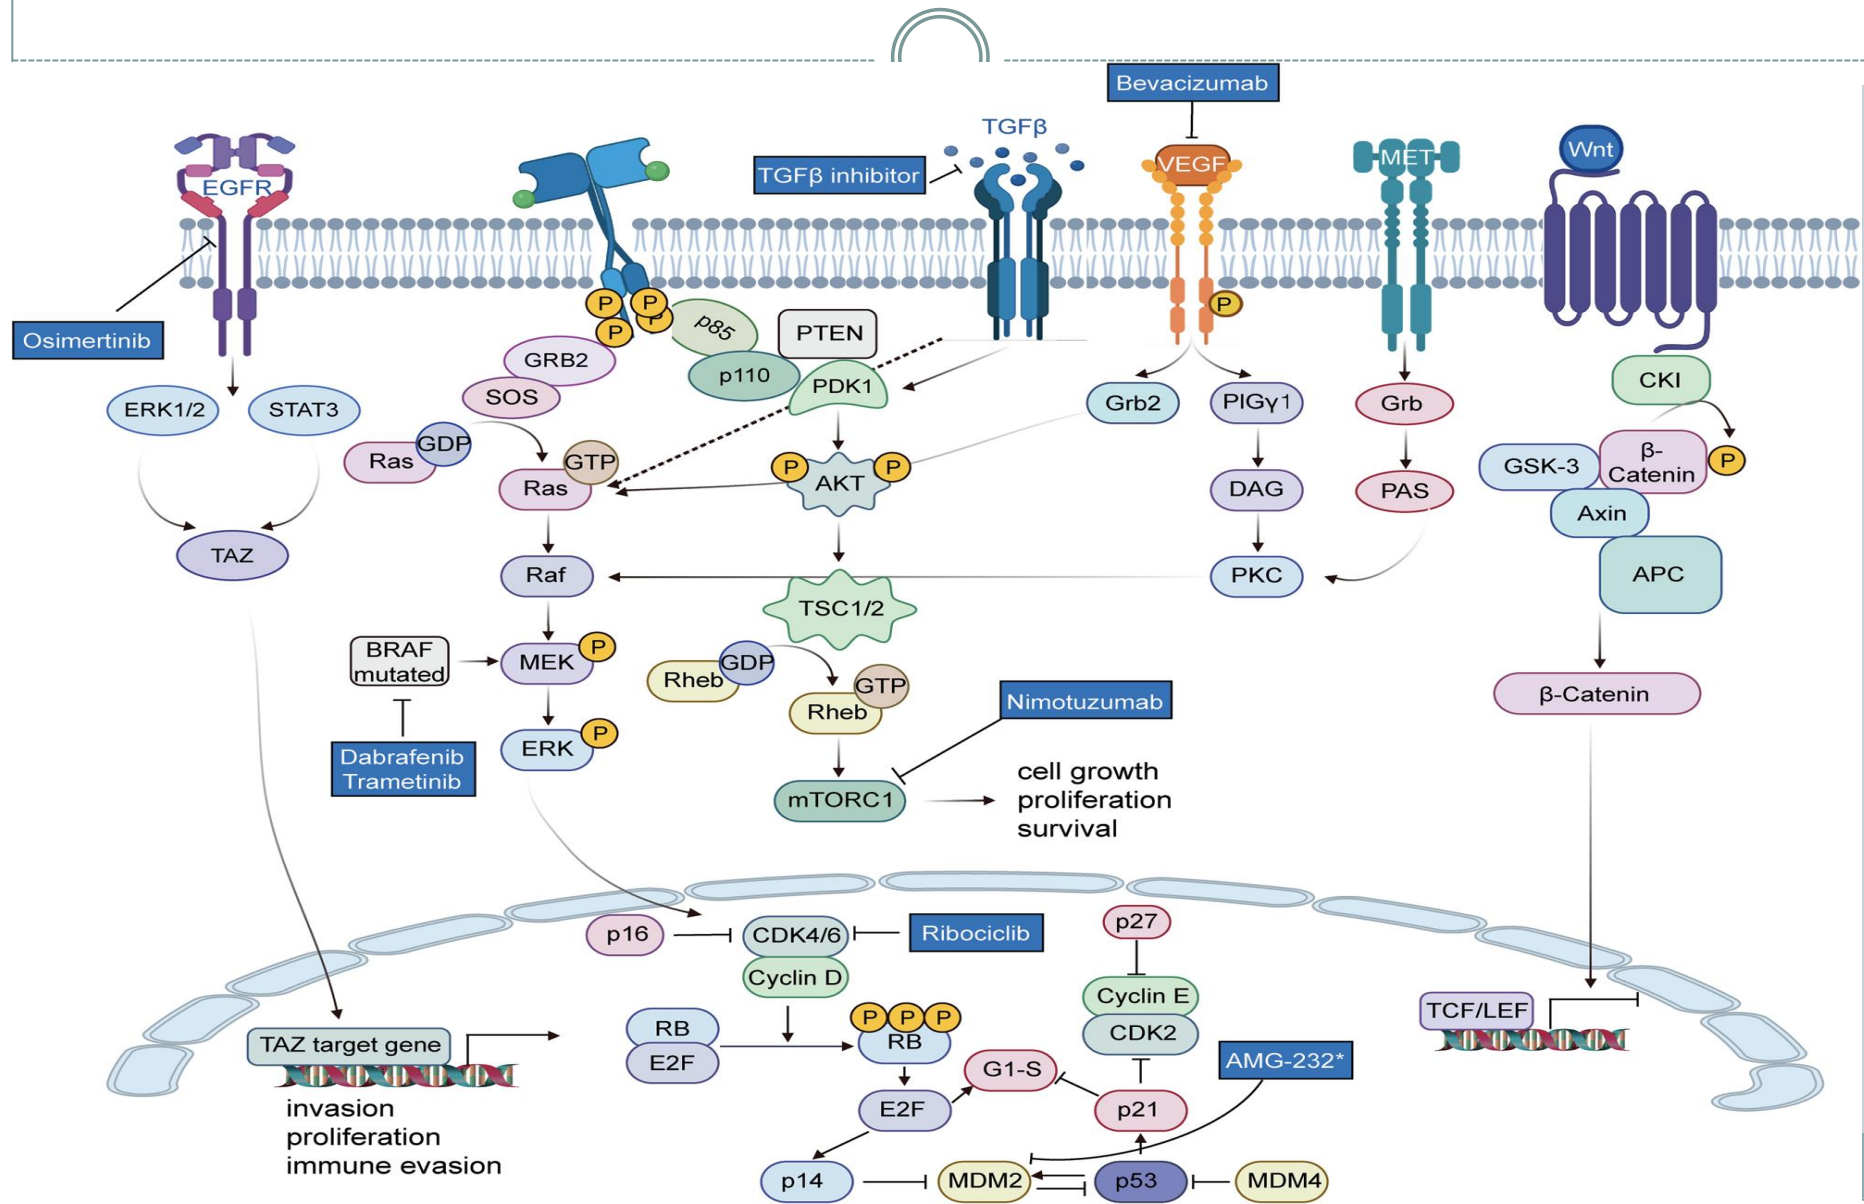 Bevacizumab
TGFβ
Wnt
VEGF
MET
TGFβ inhibitor
EGFR
P
P
P
P
P
p85
PTEN
Osimertinib
GRB2
p110
PDK1
CKI
ERK1/2
STAT3
SOS
Grb2
PIGγ1
Grb
Ras
GDP
Ras
GTP
P
AKT
P
DAG
PAS
GSK-3
β-
Catenin
P
Axin
TAZ
Raf
PKC
APC
TSC1/2
BRAF
mutated
MEK
P
Rheb
GDP
Rheb
GTP
Nimotuzumab
β-Catenin
Dabrafenib
Trametinib
ERK
P
mTORC1
cell growth
proliferation
survival
p16
CDK4/6
Ribociclib
p27
Cyclin D
Cyclin E
CDK2
TCF/LEF
TAZ target gene
RB
E2F
P
P
P
RB
G1-S
AMG-232*
E2F
p21
invasion
proliferation
immune evasion
p14
MDM2
p53
MDM4